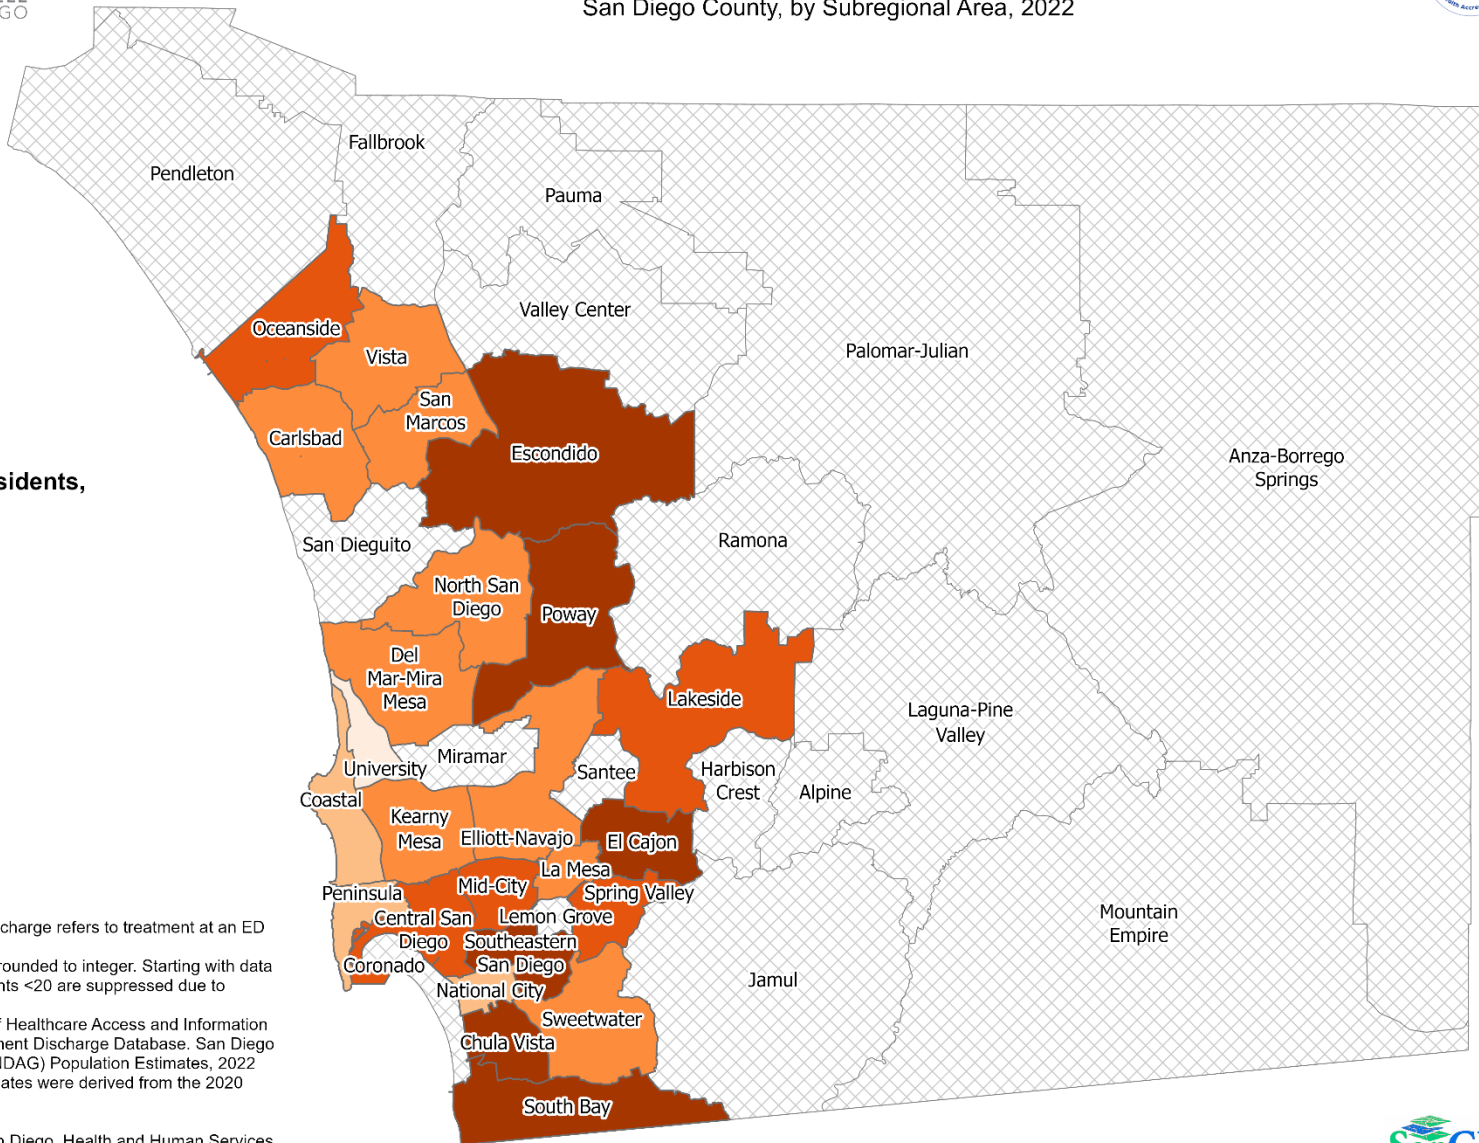 GO
San Diego County, by Subregional Area, 2022
Fallbrook
Pendleton
Pauma
Valley Center
Oceanside
Vista
Palomar-Julian
San
Marcos
Carlsbad
Escondido
Anza-Borrego
Springs
sidents,
San Dieguito
Ramona
North San
Diego
Poway
Del
Mar-Mira
Mesa
Lakeside
Laguna-Pine
Valley
Miramar
University
Santee
Harbison
Crest
Alpine
Coastal
Kearny
Mesa
Elliott-Navajo
El Cajon
La Mesa
Mid-City
Spring Valley
Peninsula
Central San
Diego
Lemon Grove
Mountain
Empire
Southeastern
San Diego
Coronado
Jamul
National City
Sweetwater
Chula Vista
South Bay
charge refers to treatment at an ED
rounded to integer. Starting with data
nts <20 are suppressed due to
f Healthcare Access and Information
nent Discharge Database. San Diego
NDAG) Population Estimates, 2022
ates were derived from the 2020
n Diego, Health and Human Services